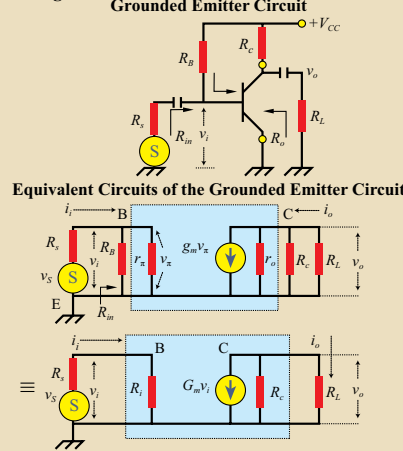 Grounded Emitter Circuit
+V_CC
R_c
R_B
v_o
R_s
R_in
v_i
R_o
R_L
S
Equivalent Circuits of the Grounded Emitter Circuit
i_i B C i_o
R_s v_i R_B r_π v_π g_m v_π r_o R_c R_L v_o
v_S S
E R_in
i_i B C i_o
≡ R_s v_i R_i G_m v_i R_c R_L v_o
v_S S